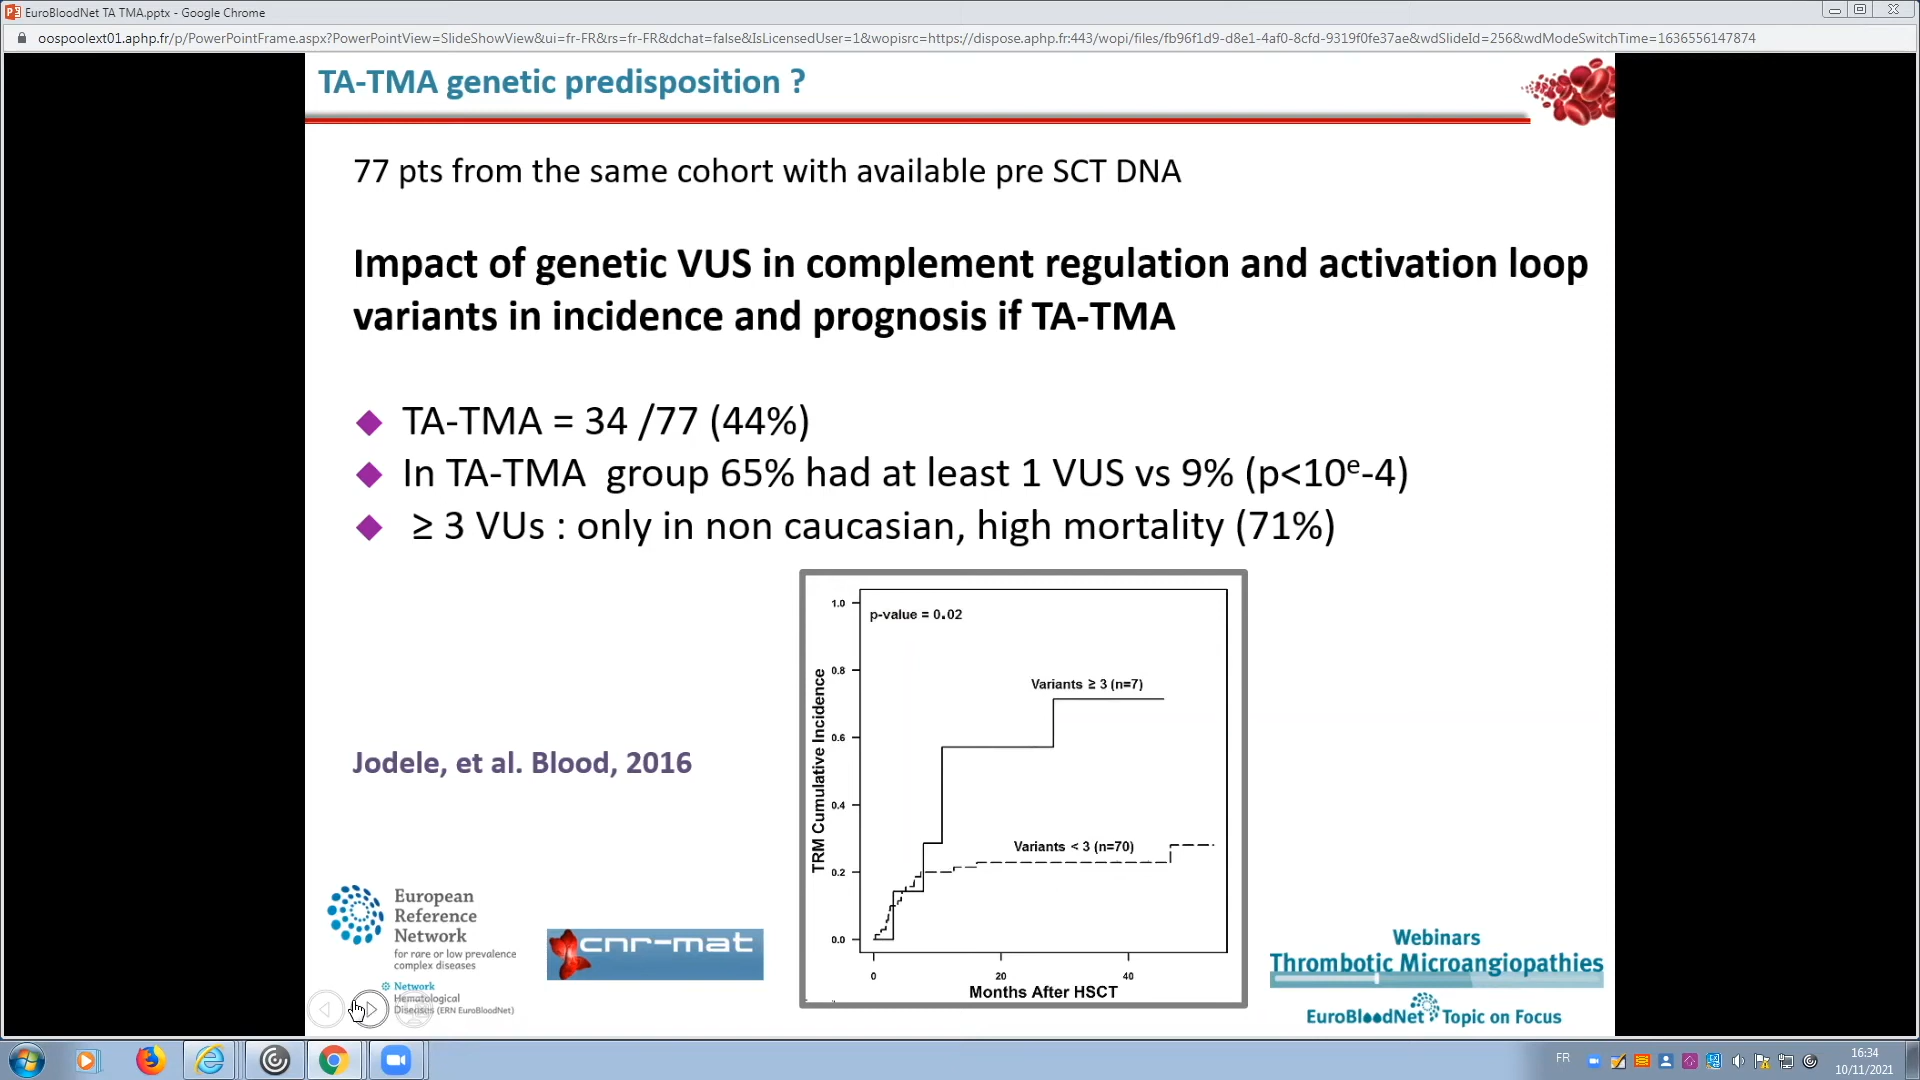 EuroBloodNet TA TMA.pptx - Google Chrome
oospoolext01.aphp.fr/p/PowerPointFrame.aspx?PowerPointView=SlideShowView&ui=fr-FR&rs=fr-FR&dchat=false&IsLicensedUser=1&wopisrc=https://dispose.aphp.fr:443/wopi/files/fb96f1d9-d8e1-4af0-8cfd-9319f0fe37ae&wdSlideId=256&wdModeSwitchTime=1636556147874
TA-TMA genetic predisposition ?
77 pts from the same cohort with available pre SCT DNA
Impact of genetic VUS in complement regulation and activation loop
variants in incidence and prognosis if TA-TMA
TA-TMA = 34 /77 (44%)
In TA-TMA group 65% had at least 1 VUS vs 9% (p<10ᵉ-4)
≥ 3 VUs : only in non caucasian, high mortality (71%)
1.0
p-value = 0.02
0.8
Variants ≥ 3 (n=7)
0.6
0.4
Variants < 3 (n=70)
0.2
0.0
TRM Cumulative Incidence
0 20 40
Months After HSCT
Jodele, et al. Blood, 2016
European
Reference
Network
for rare or low prevalence
complex diseases
Network
Hematological
Diseases (ERN EuroBloodNet)
cnr-mat
Webinars
Thrombotic Microangiopathies
EuroBloodNet Topic on Focus
FR
16:34
10/11/2021